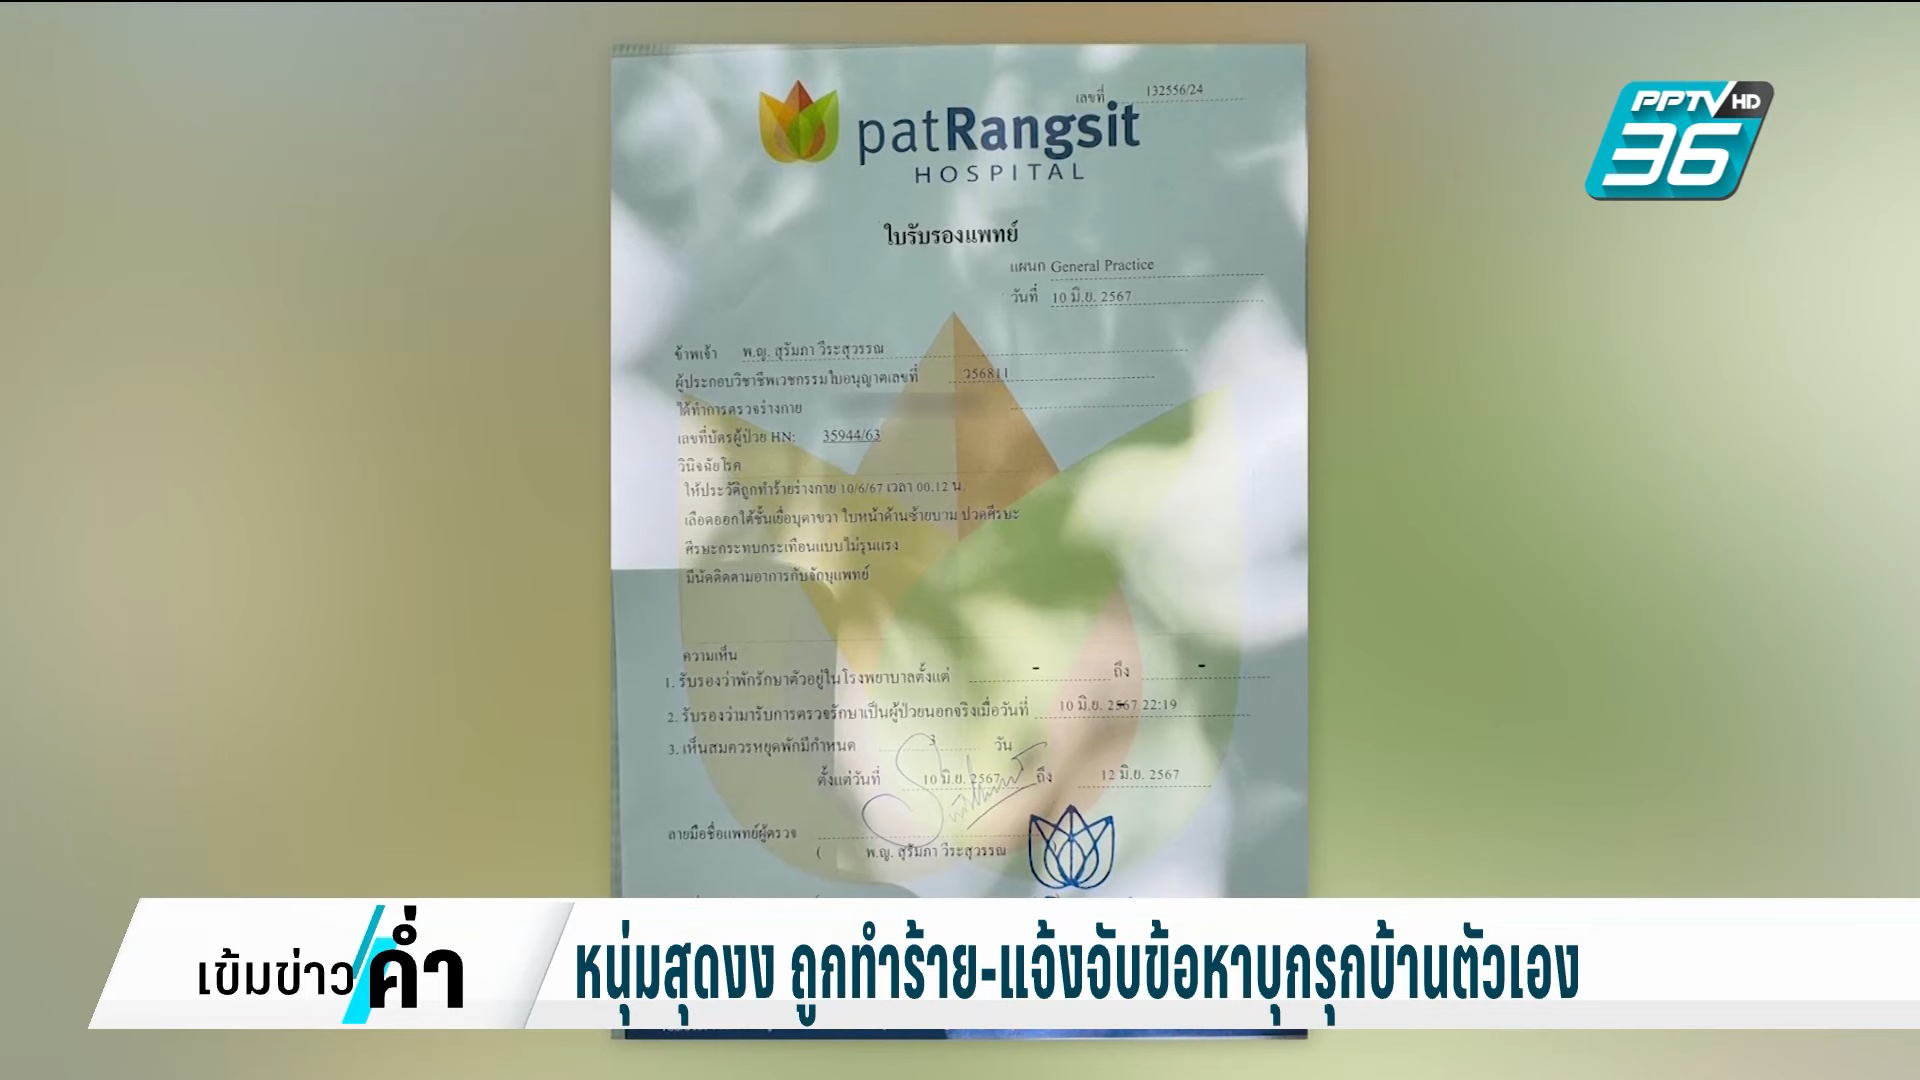 เลขที่ 132556/24
patRangsit
HOSPITAL
PPTV HD
36
ใบรับรองแพทย์
แผนก General Practice
วันที่ 10 มิ.ย. 2567
ข้าพเจ้า พ.ญ. สุรัมภา วีระสุวรรณ
ผู้ประกอบวิชาชีพเวชกรรมใบอนุญาตเลขที่ ว56811
ได้ทำการตรวจร่างกาย
เลขที่บัตรผู้ป่วย HN: 35944/63
วินิจฉัยโรค
ให้ประวัติถูกทำร้ายร่างกาย 10/6/67 เวลา 00.12 น.
เลือดออกใต้ชั้นเยื่อบุตาขวา ใบหน้าด้านซ้ายบวม ปวดศีรษะ
ศีรษะกระทบกระเทือนแบบไม่รุนแรง
มีนัดติดตามอาการกับจักษุแพทย์
ความเห็น
1. รับรองว่าพักรักษาตัวอยู่ในโรงพยาบาลตั้งแต่ - ถึง -
2. รับรองว่ามารับการตรวจรักษาเป็นผู้ป่วยนอกจริงเมื่อวันที่ 10 มิ.ย. 2567 22:19
3. เห็นสมควรหยุดพักมีกำหนด 3 วัน
ตั้งแต่วันที่ 10 มิ.ย. 2567 ถึง 12 มิ.ย. 2567
ลายมือชื่อแพทย์ผู้ตรวจ
( พ.ญ. สุรัมภา วีระสุวรรณ
เข้มข่าวค่ำ
หนุ่มสุดงง ถูกทำร้าย-แจ้งจับข้อหาบุกรุกบ้านตัวเอง